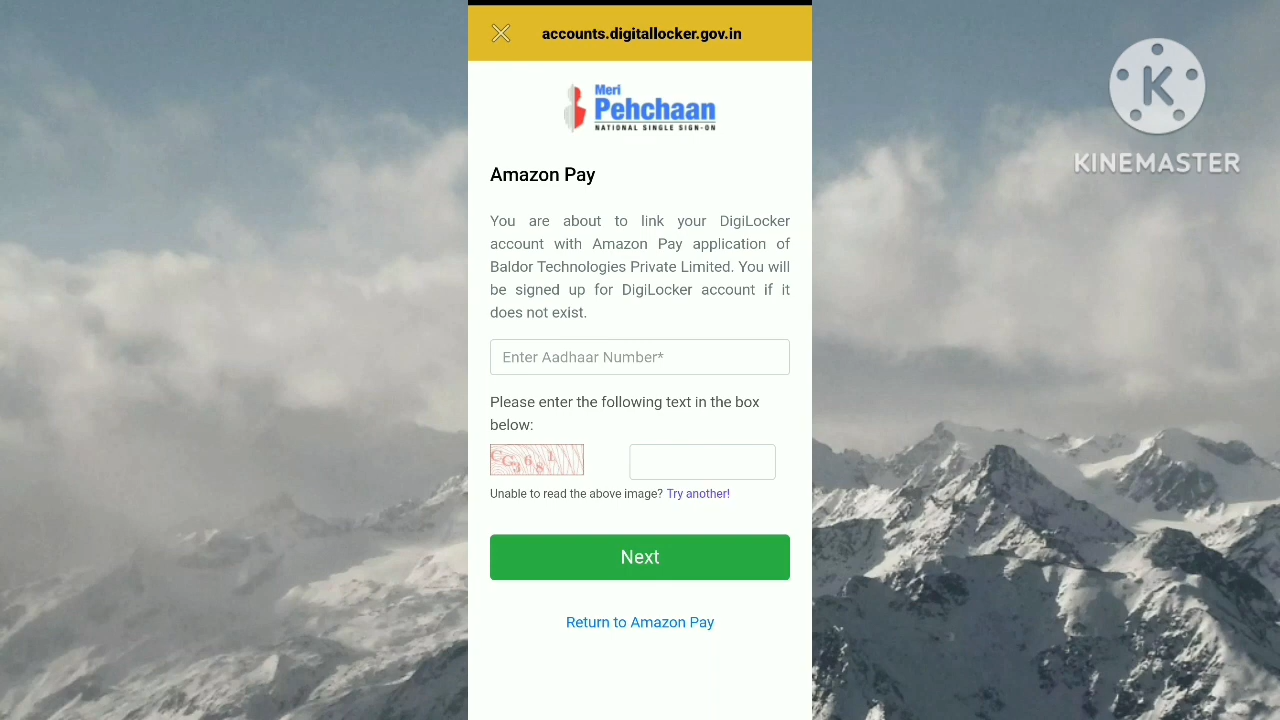 accounts.digitallocker.gov.in
Meri
Pehchaan
NATIONAL SINGLE SIGN-ON
KINEMASTER
Amazon Pay
You are about to link your DigiLocker
account with Amazon Pay application of
Baldor Technologies Private Limited. You will
be signed up for DigiLocker account if it
does not exist.
Enter Aadhaar Number*
Please enter the following text in the box
below:
Unable to read the above image? Try another!
Next
Return to Amazon Pay